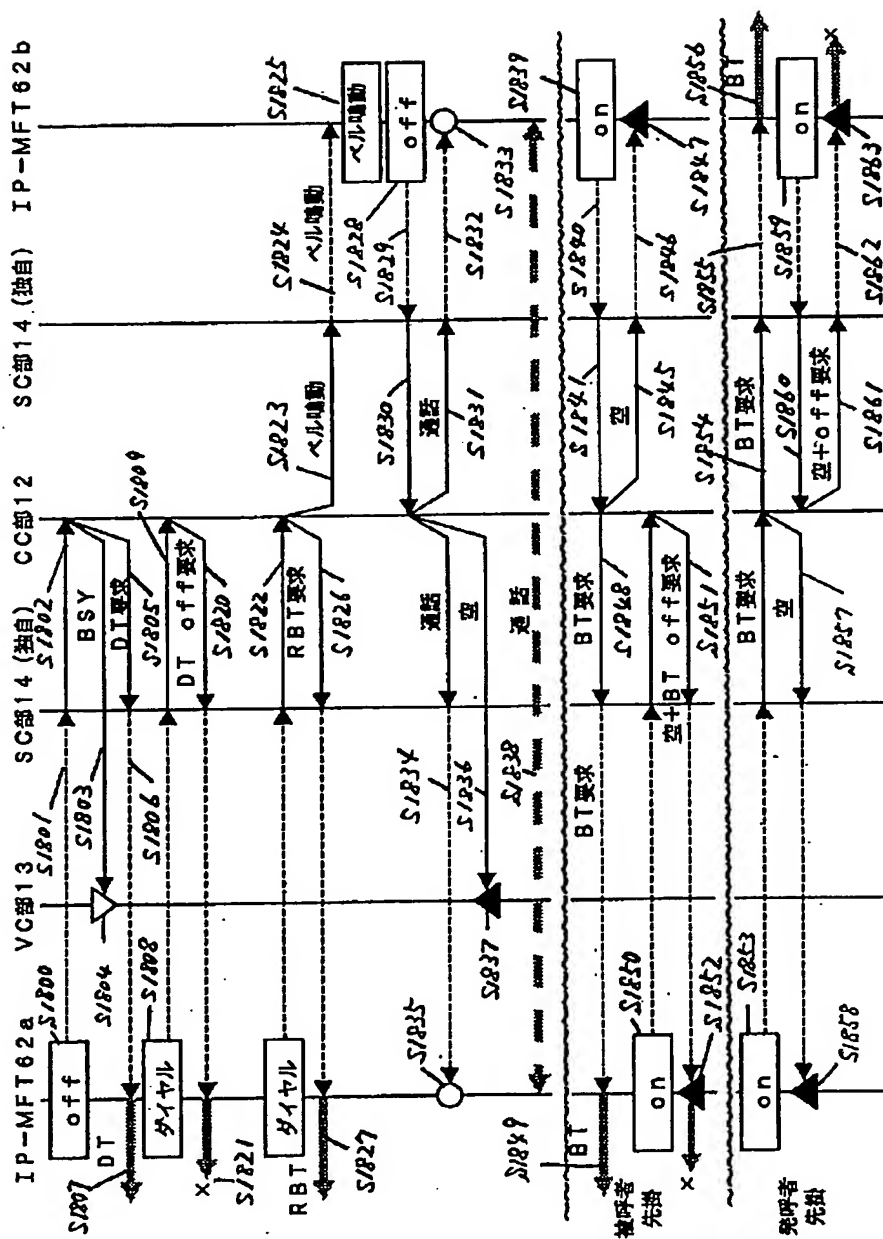 IP-MFT62a
VC部13
SC部14(独自)
CC部12
SC部14(独自)
IP-MFT62b
S1800
off
S1801
S1802
BSY
S1803
S1804
DT要求
S1805
S1806
DT
S1807
S1808
ダイヤル
S1809
DT off要求
S1820
x
S1821
ダイヤル
S1822
RBT要求
S1826
RBT
S1827
S1823
ベル鳴動
S1824
ベル鳴動
S1825
ベル鳴動
off
S1828
S1829
S1830
通話
S1831
S1832
S1833
通話
S1834
S1835
空
S1836
S1837
通話
S1838
S1839
on
S1840
S1841
空
S1845
S1846
S1847
BT要求
S1848
BT要求
BT
S1849
被呼者
先掛
on
S1850
空+BT off要求
S1851
S1852
x
発呼者
先掛
on
S1853
BT要求
BT要求
S1854
S1855
S1856
BT
空
S1857
S1858
on
S1859
S1860
空+off要求
S1861
S1862
S1863
x